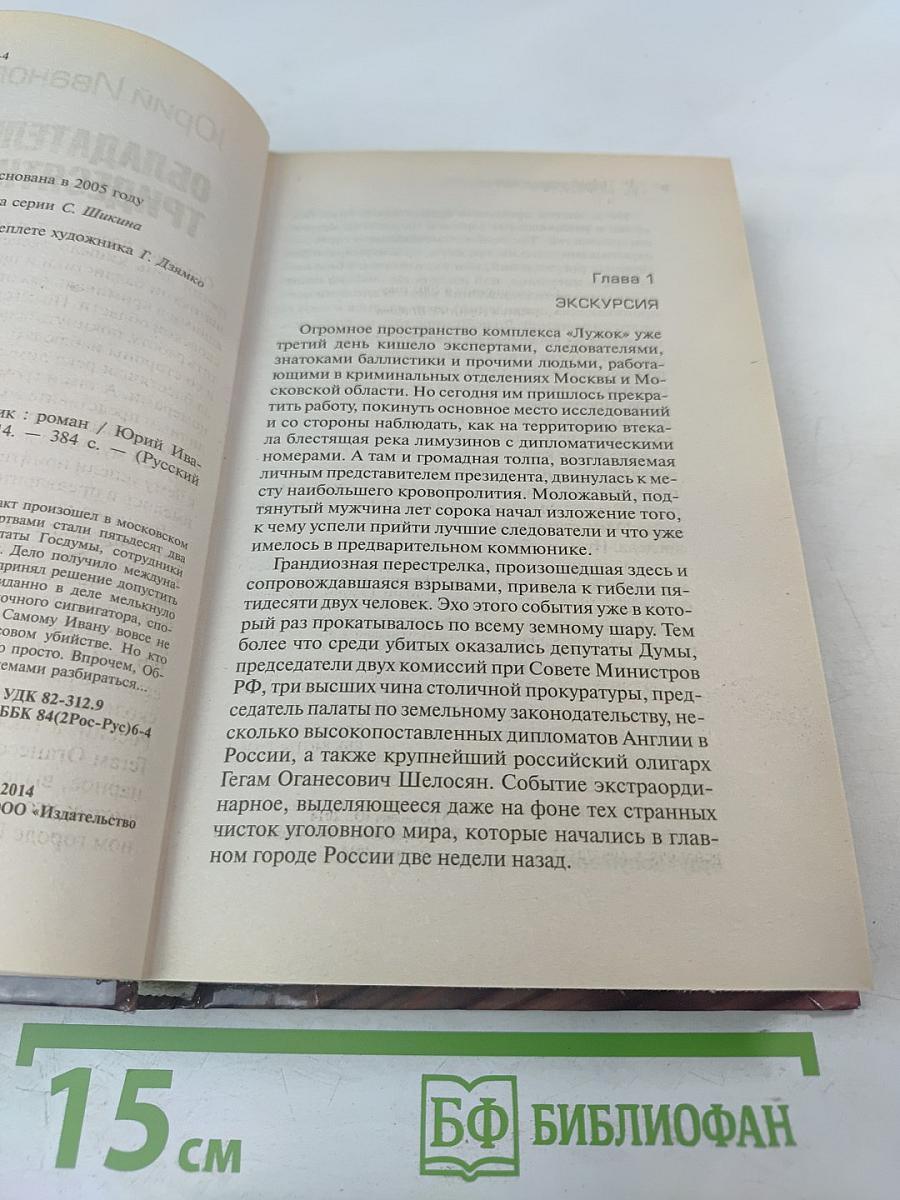 -4
основана в 2005 году
а серии С. Шикина
еплете художника Г. Дзямко
ик : роман / Юрий Ива-
14. — 384 с. — (Русский
акт произошел в московском
ртвами стали пятьдесят два
таты Госдумы, сотрудники
. Дело получило междуна-
принял решение допустить
иданно в деле мелькнуло
очного сигвигатора, спо-
Самому Ивану вовсе не
совом убийстве. Но кто
о просто. Впрочем, Об-
емами разбираться...
УДК 82-312.9
ББК 84(2Рос-Рус)6-4
2014
ООО «Издательство
Глава 1
ЭКСКУРСИЯ
Огромное пространство комплекса «Лужок» уже
третий день кишело экспертами, следователями,
знатоками баллистики и прочими людьми, работа-
ющими в криминальных отделениях Москвы и Мо-
сковской области. Но сегодня им пришлось прекра-
тить работу, покинуть основное место исследований
и со стороны наблюдать, как на территорию втека-
ла блестящая река лимузинов с дипломатическими
номерами. А там и громадная толпа, возглавляемая
личным представителем президента, двинулась к ме-
сту наибольшего кровопролития. Моложавый, под-
тянутый мужчина лет сорока начал изложение того,
к чему успели прийти лучшие следователи и что уже
имелось в предварительном коммюнике.
Грандиозная перестрелка, произошедшая здесь и
сопровождавшаяся взрывами, привела к гибели пя-
тидесяти двух человек. Эхо этого события уже в кото-
рый раз прокатывалось по всему земному шару. Тем
более что среди убитых оказались депутаты Думы,
председатели двух комиссий при Совете Министров
РФ, три высших чина столичной прокуратуры, пред-
седатель палаты по земельному законодательству, не-
сколько высокопоставленных дипломатов Англии в
России, а также крупнейший российский олигарх
Гегам Оганесович Шелосян. Событие экстраорди-
нарное, выделяющееся даже на фоне тех странных
чисток уголовного мира, которые начались в глав-
ном городе России две недели назад.
15 см
БФ БИБЛИОФАН